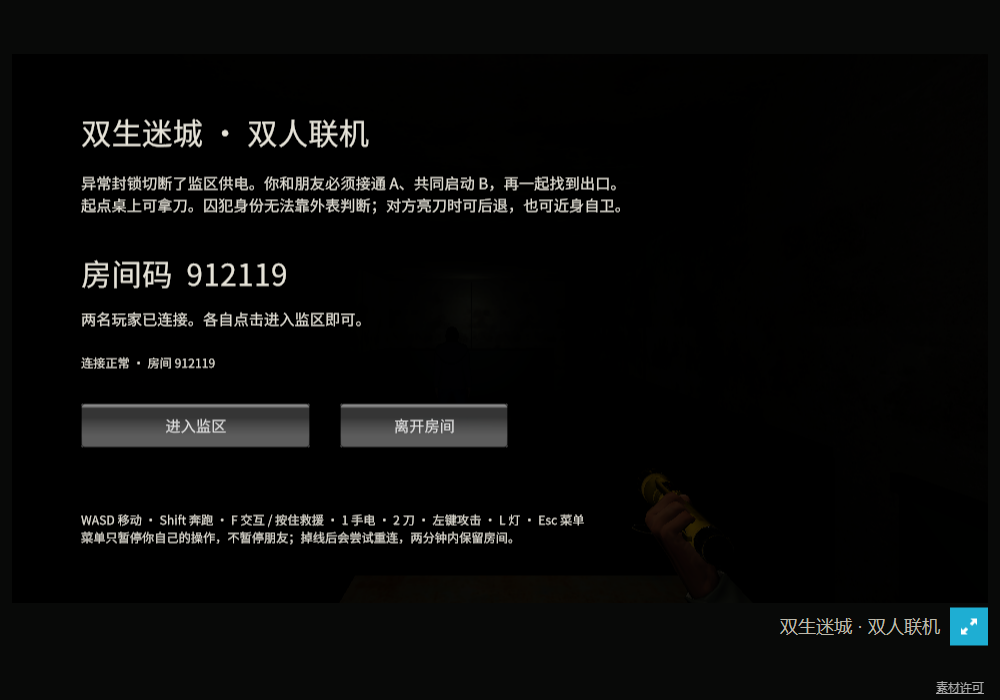 双生迷城 · 双人联机
异常封锁切断了监区供电。你和朋友必须接通 A、共同启动 B，再一起找到出口。
起点桌上可拿刀。囚犯身份无法靠外表判断；对方亮刀时可后退，也可近身自卫。
房间码 912119
两名玩家已连接。各自点击进入监区即可。
连接正常 · 房间 912119
进入监区
离开房间
WASD 移动 · Shift 奔跑 · F 交互 / 按住救援 · 1 手电 · 2 刀 · 左键攻击 · L 灯 · Esc 菜单
菜单只暂停你自己的操作，不暂停朋友；掉线后会尝试重连，两分钟内保留房间。
双生迷城 · 双人联机
素材许可